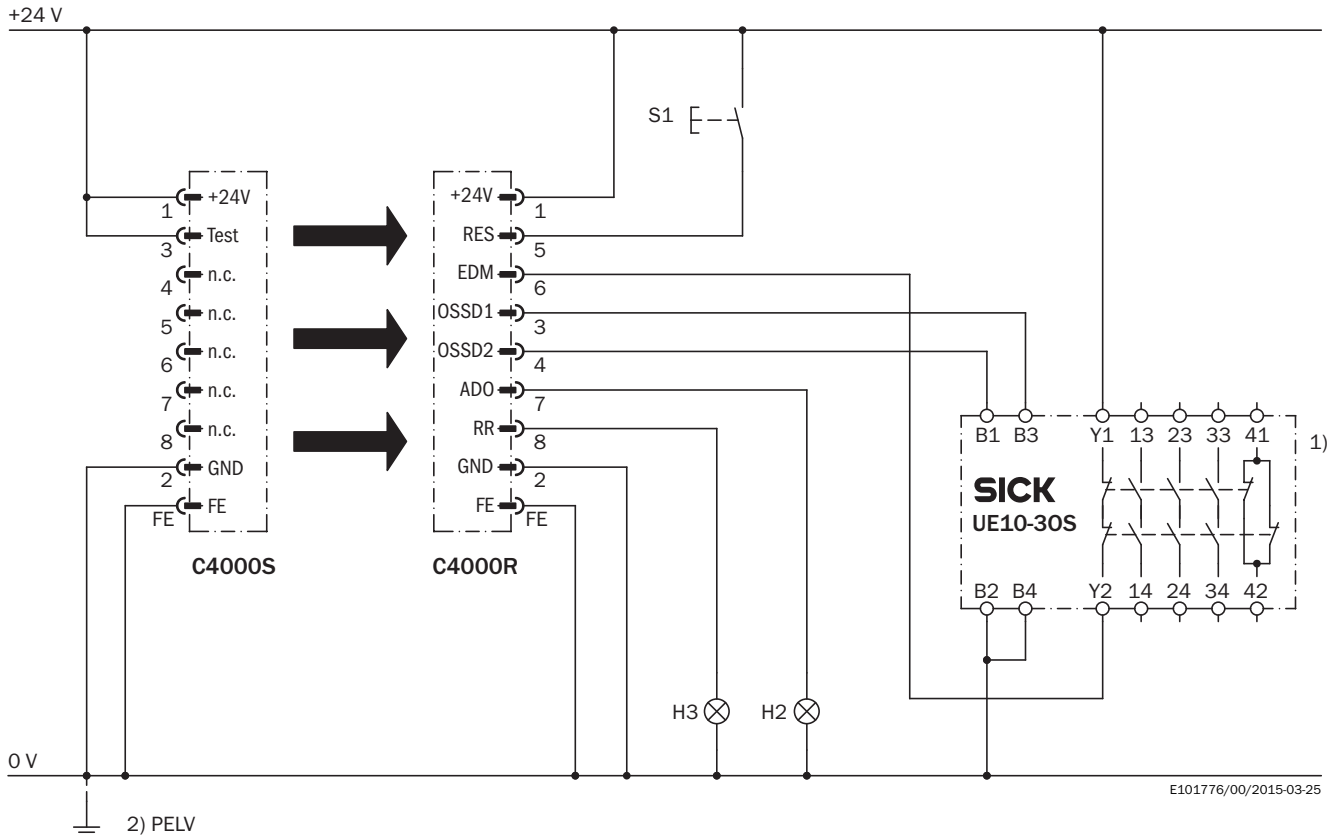 +24 V
S1
+24V
1
Test
3
n.c.
4
n.c.
5
n.c.
6
n.c.
7
n.c.
8
GND
2
FE
FE
C4000S
+24V
1
RES
5
EDM
6
OSSD1
3
OSSD2
4
ADO
7
RR
8
GND
2
FE
FE
C4000R
B1 B3 Y1 13 23 33 41
1)
SICK
UE10-30S
B2 B4 Y2 14 24 34 42
H3 H2
0 V
E101776/00/2015-03-25
2) PELV